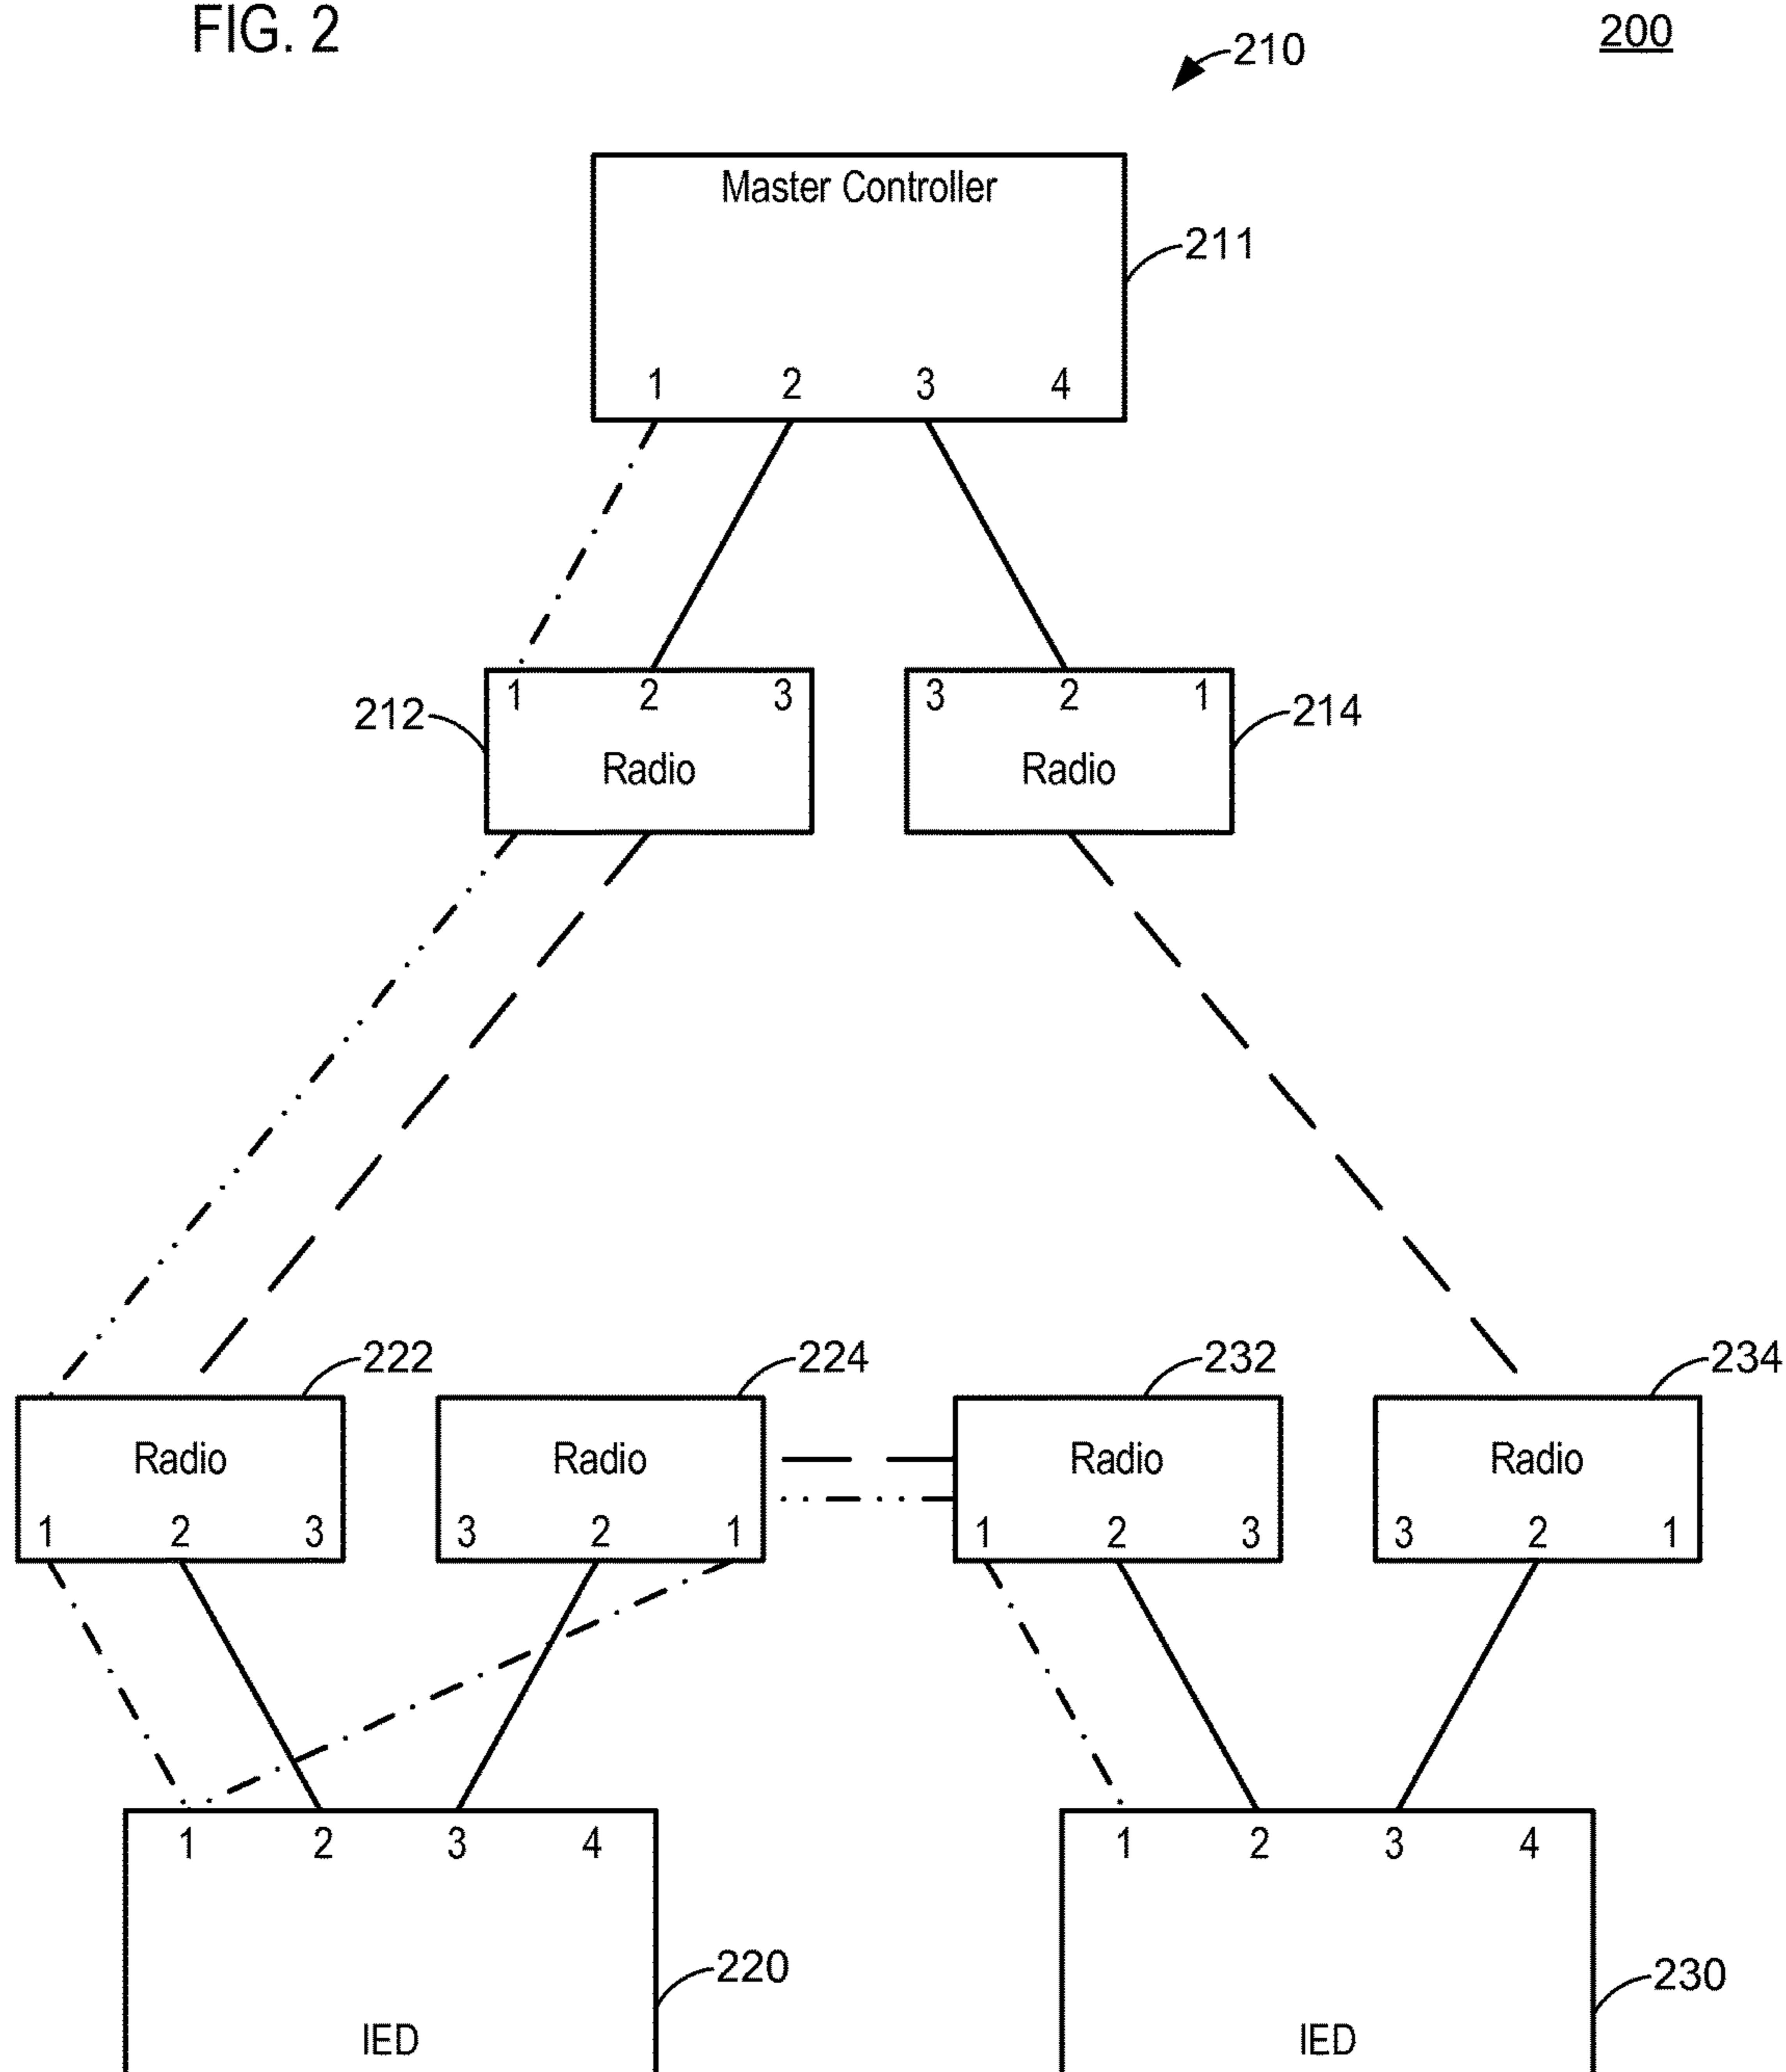 FIG. 2
210
200
Master Controller
211
1 2 3 4
1 2 3
3 2 1
212
214
Radio
Radio
222
224
232
234
Radio
Radio
Radio
Radio
1 2 3
3 2 1
1 2 3
3 2 1
1 2 3 4
1 2 3 4
220
230
IED
IED